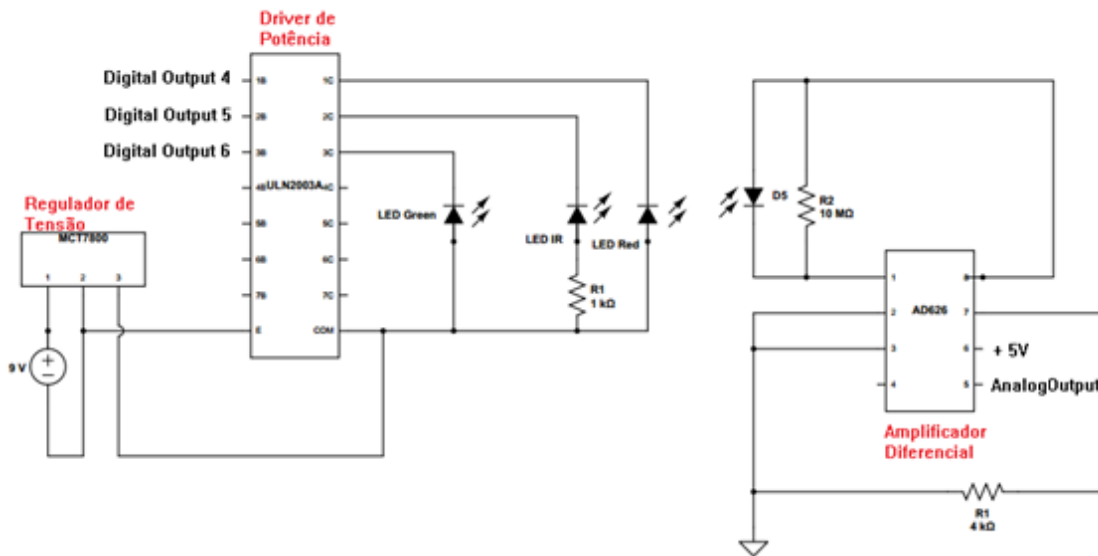 Driver de
Potência
Digital Output 4
Digital Output 5
Digital Output 6
1B
2B
3B
4B
5B
6B
7B
E
ULN2003A
1C
2C
3C
4C
5C
6C
7C
COM
Regulador de
Tensão
MCT7800
1
2
3
9 V
+
−
LED Green
LED IR
LED Red
R1
1 kΩ
D5
R2
10 MΩ
1
2
3
4
AD626
8
7
6
5
+ 5V
AnalogOutput
Amplificador
Diferencial
R1
4 kΩ